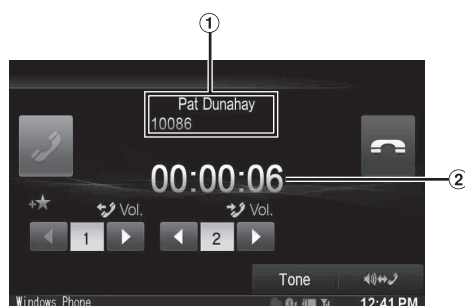 ①
Pat Dunahay
10086
00:00:06
②
Vol. Vol.
1 2
Tone
Windows Phone 12:41 PM